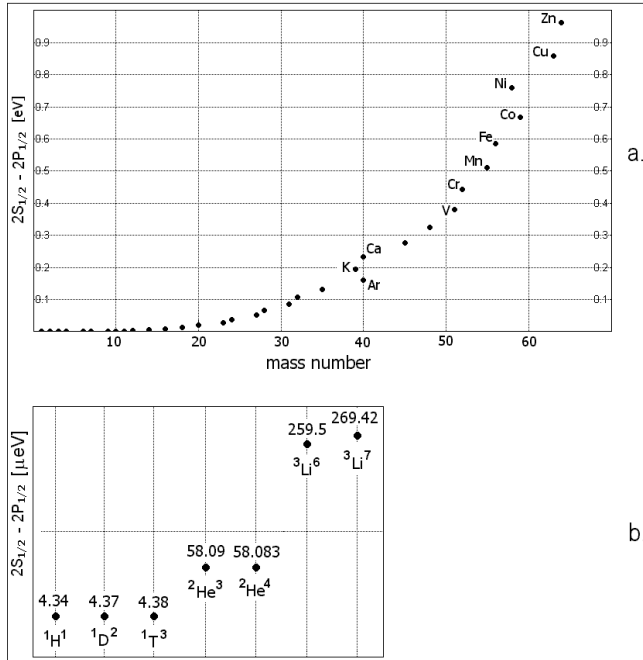 Zn
0.9 Cu 0.9
0.8 Ni 0.8
0.7 Co 0.7
0.6 Fe 0.6
0.5 Mn 0.5
0.4 Cr 0.4
V
0.3 0.3
Ca
0.2 K 0.2
Ar
0.1 0.1
2S1/2 - 2P1/2 [eV]
10 20 30 40 50 60 70
mass number
a.
269.42
259.5
³Li⁶ ³Li⁷
58.09 58.083
²He³ ²He⁴
4.34 4.37 4.38
¹H¹ ¹D² ¹T³
2S1/2 - 2P1/2 [μeV]
b